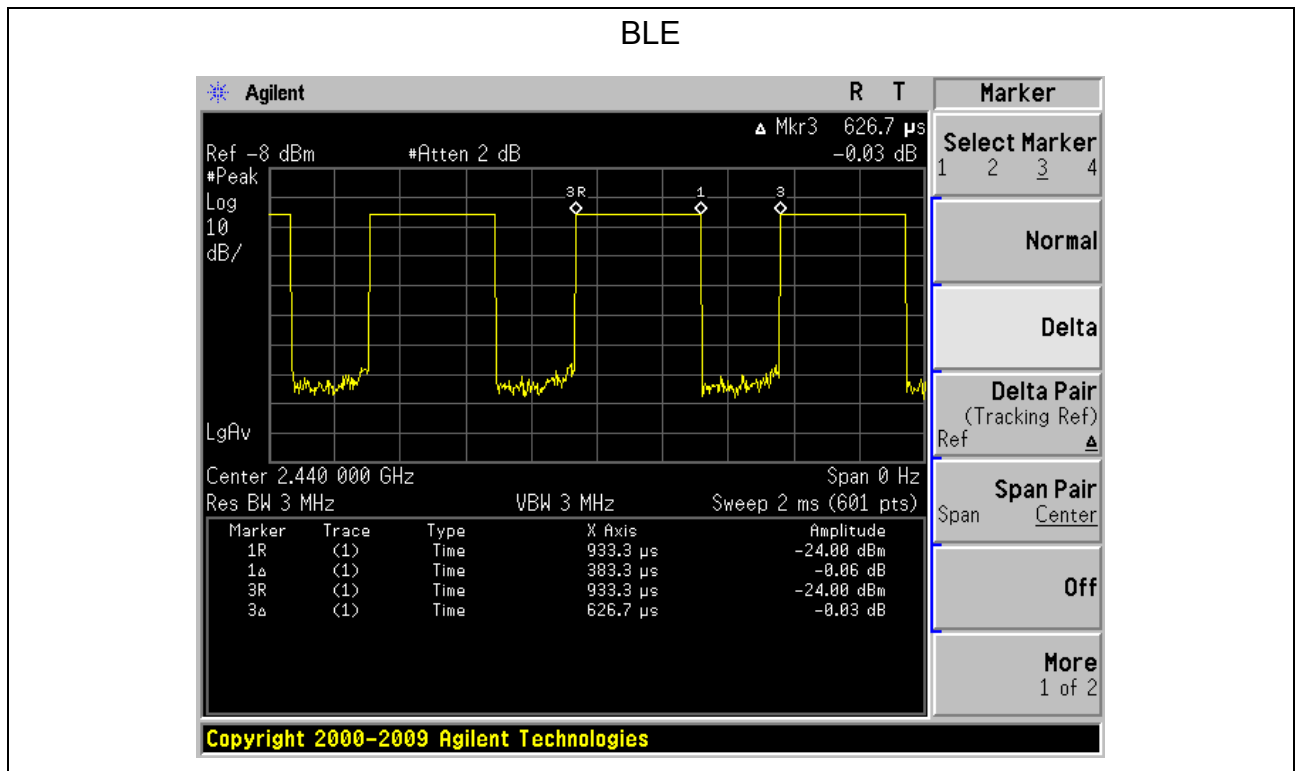 BLE
Agilent R T Marker
▵ Mkr3 626.7 µs
Ref -8 dBm #Atten 2 dB -0.03 dB
#Peak
Log
10
dB/
3R 1 3
LgAv
Center 2.440 000 GHz Span 0 Hz
Res BW 3 MHz VBW 3 MHz Sweep 2 ms (601 pts)
Marker Trace Type X Axis Amplitude
1R (1) Time 933.3 µs -24.00 dBm
1▵ (1) Time 383.3 µs -0.06 dB
3R (1) Time 933.3 µs -24.00 dBm
3▵ (1) Time 626.7 µs -0.03 dB
Select Marker
1 2 3 4
Normal
Delta
Delta Pair
(Tracking Ref)
Ref ▵
Span Pair
Span Center
Off
More
1 of 2
Copyright 2000-2009 Agilent Technologies